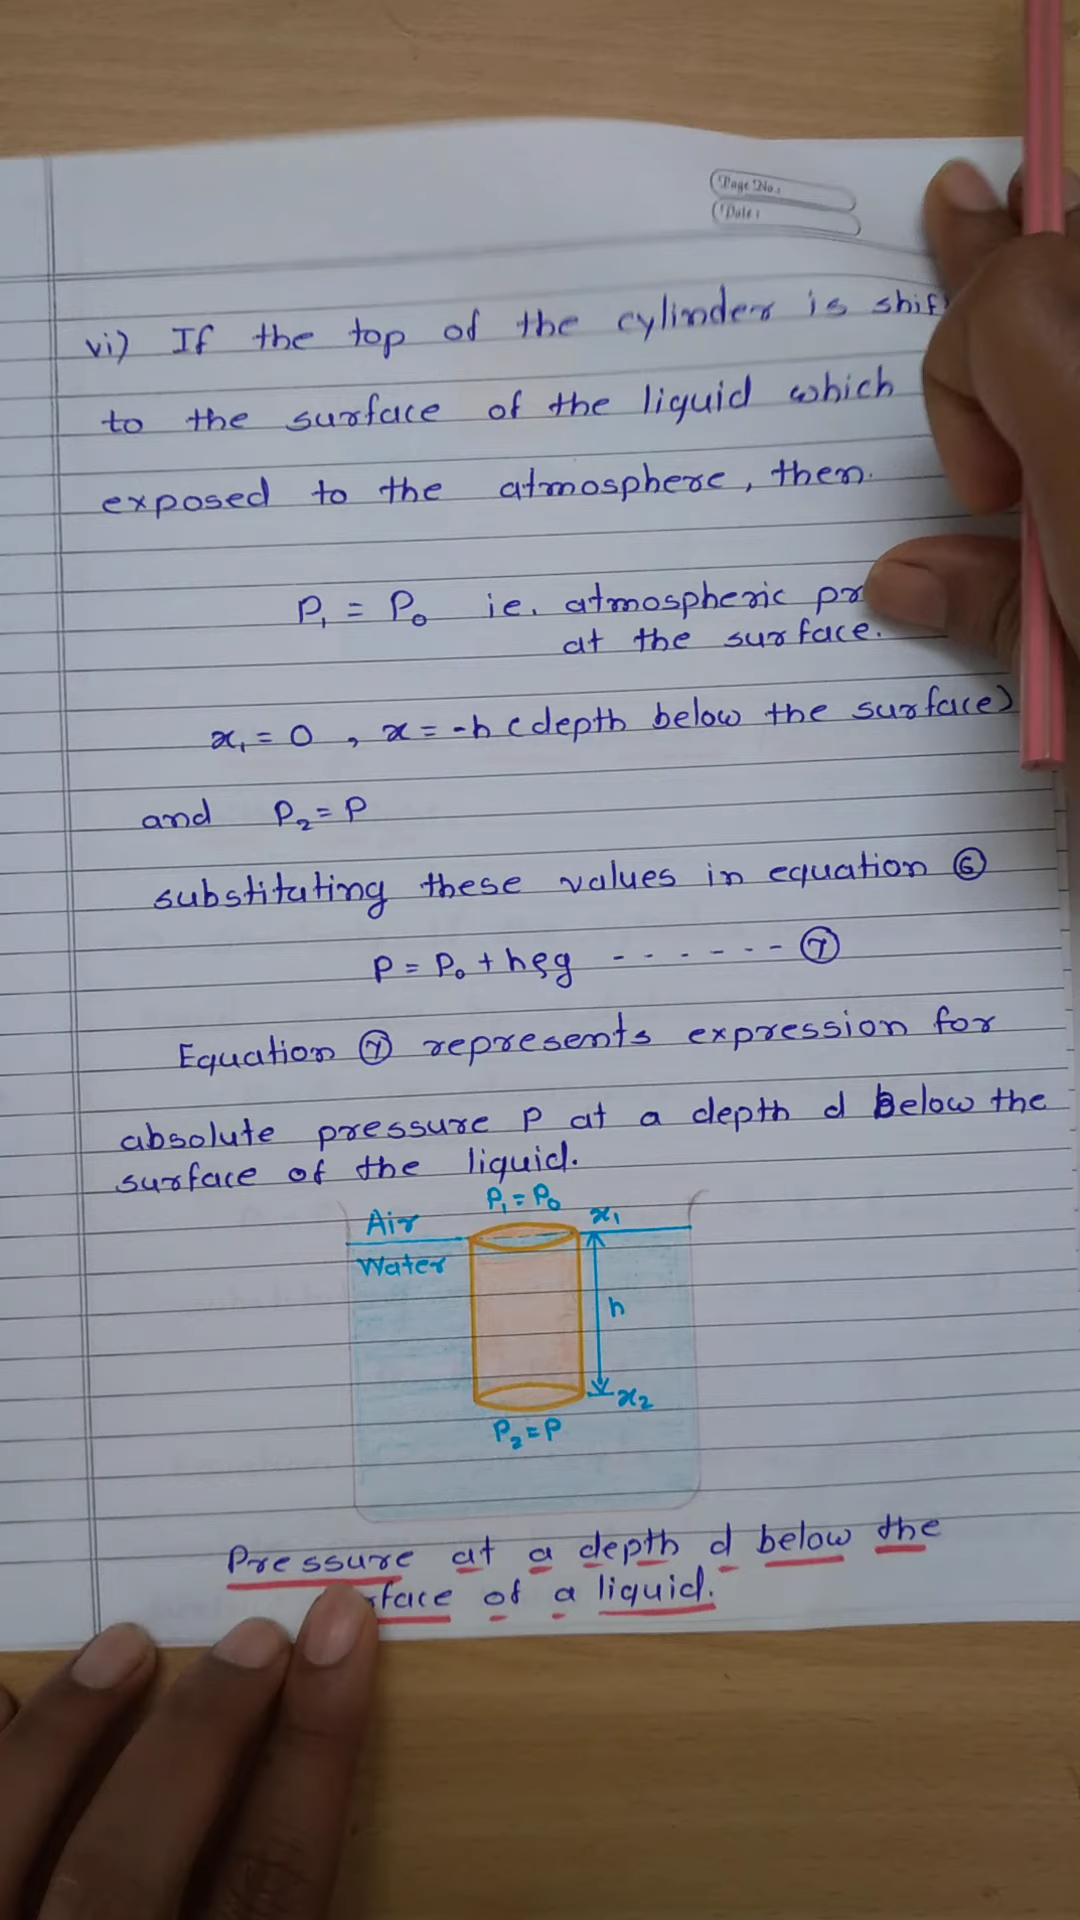 Page No.:
Date:
vi) If the top of the cylinder is
to the surface of the liquid which
exposed to the atmosphere, then.
P₁ = P₀ ie. atmospheric
at the surface.
x₁ = 0 , x = -h (depth below the surface)
and P₂ = P
substituting these values in equation ⑥
P = P₀ + hρg - - - - - - ⑦
Equation ⑦ represents expression for
absolute pressure P at a depth d Below the
surface of the liquid.
P₁ = P₀
Air x₁
Water
h
x₂
P₂ = P
Pressure at a depth d below the
of a liquid.